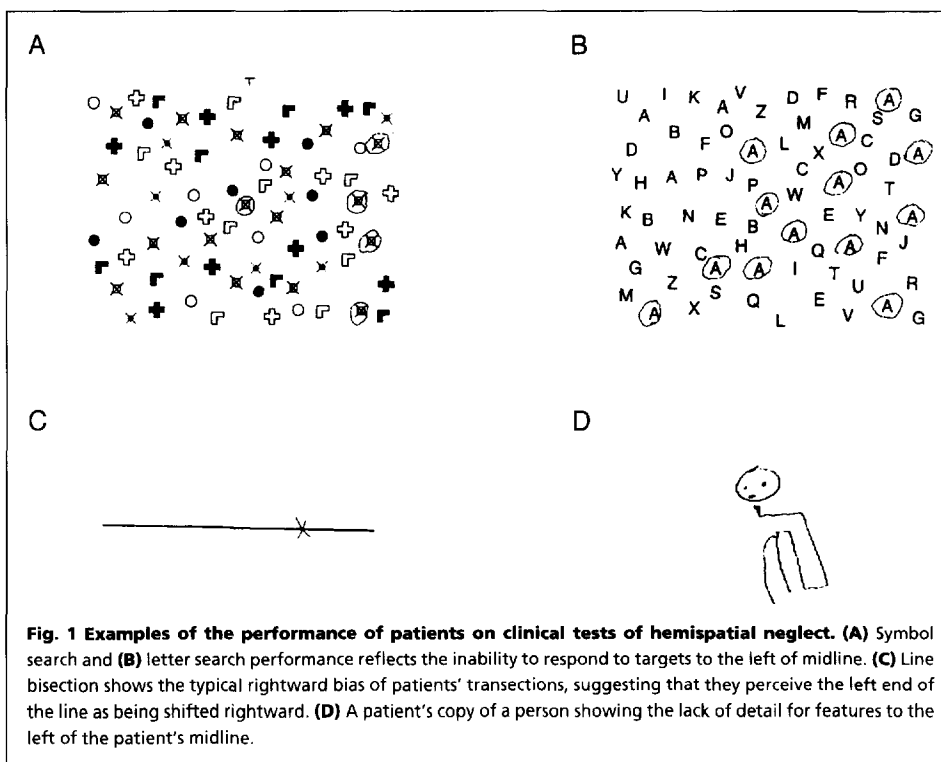 A
B
U I K V D F R A
A A Z M S G
B F O L A C
D A X D A
Y H A P J P C O
W A T
K B N E A E Y A
B A N
A W C H Q A F J
G A A I T
Z U R
M S Q E
A X L V A G
C
D
Fig. 1 Examples of the performance of patients on clinical tests of hemispatial neglect. (A) Symbol
search and (B) letter search performance reflects the inability to respond to targets to the left of midline. (C) Line
bisection shows the typical rightward bias of patients' transections, suggesting that they perceive the left end of
the line as being shifted rightward. (D) A patient's copy of a person showing the lack of detail for features to the
left of the patient's midline.